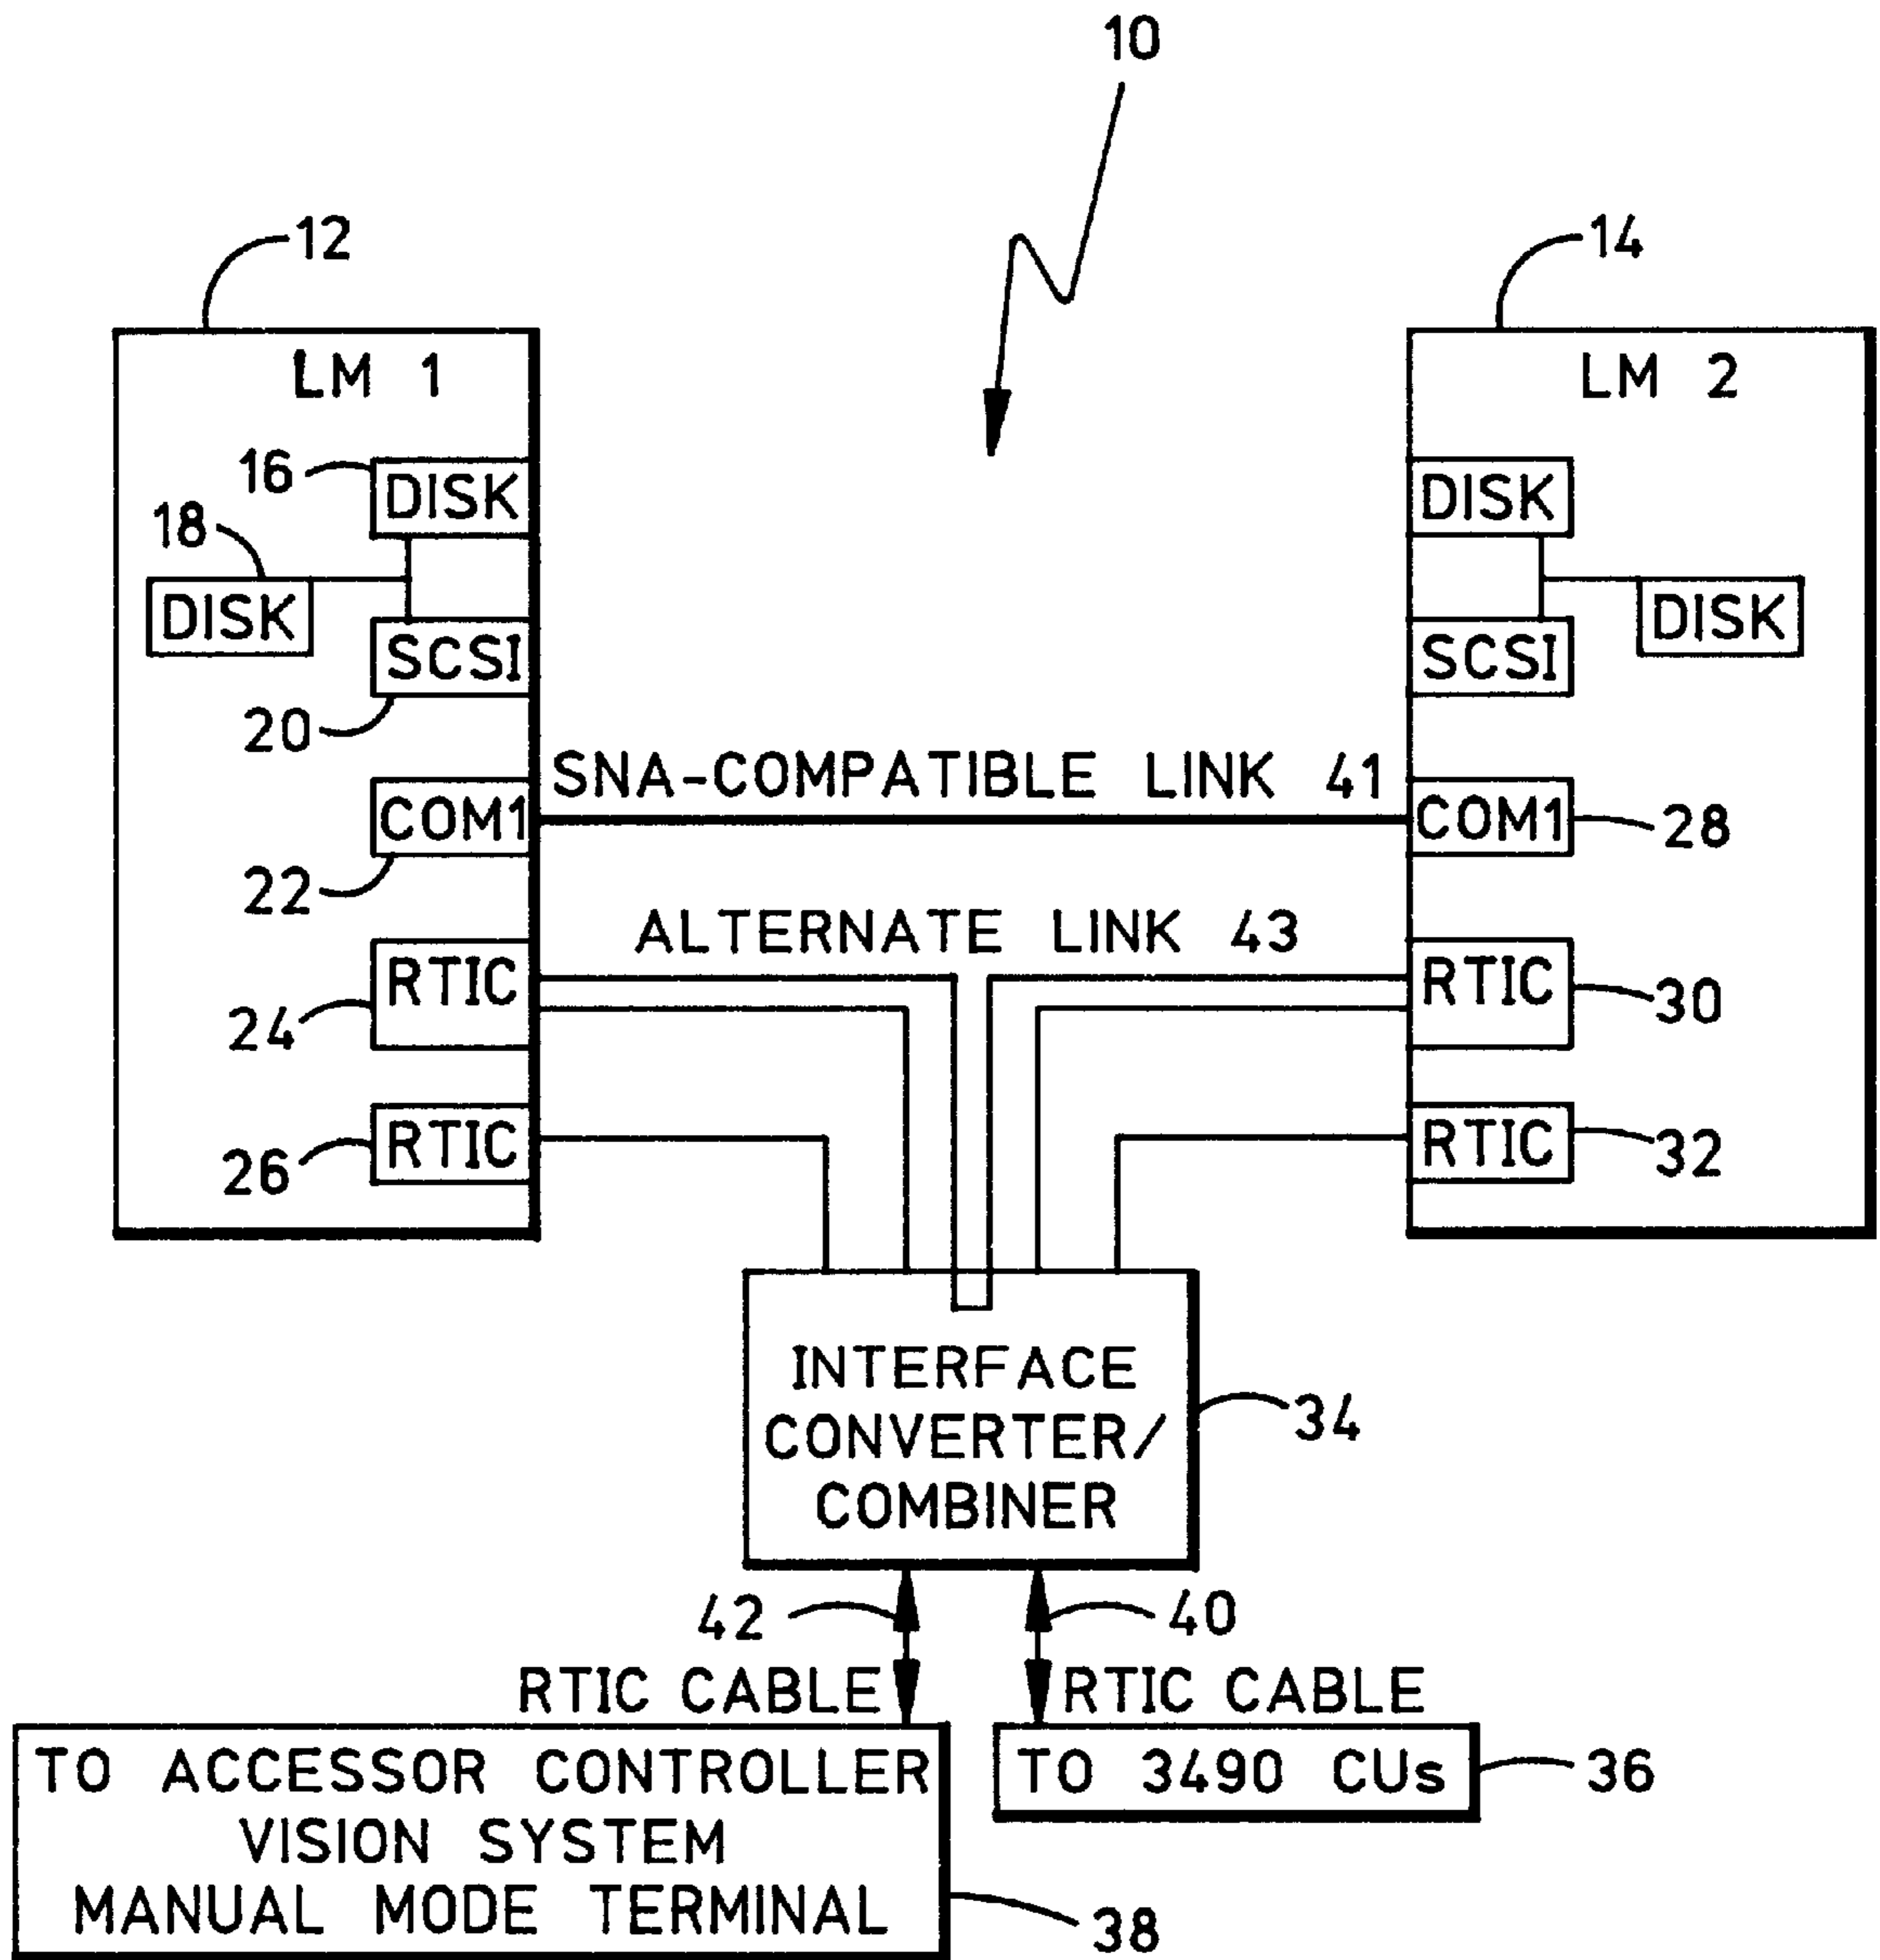 10
12
14
LM 1
LM 2
16
DISK
DISK
18
DISK
DISK
SCSI
SCSI
20
SNA-COMPATIBLE LINK 41
COM1
COM1
28
22
ALTERNATE LINK 43
RTIC
RTIC
24
30
RTIC
RTIC
26
32
INTERFACE
CONVERTER/
COMBINER
34
42
40
RTIC CABLE
RTIC CABLE
TO ACCESSOR CONTROLLER
VISION SYSTEM
MANUAL MODE TERMINAL
TO 3490 CUs
36
38